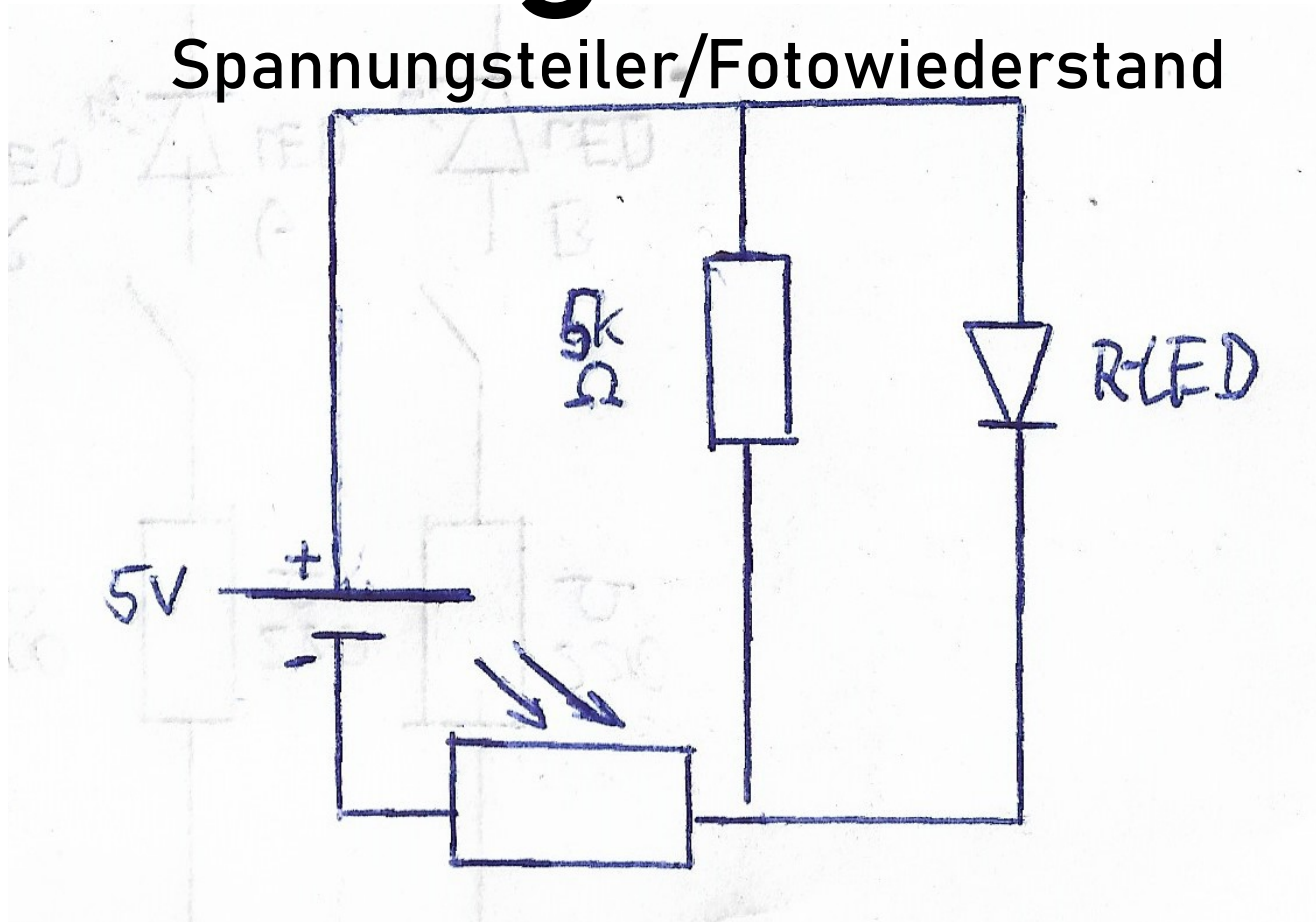 Spannungsteiler/Fotowiederstand
5k
Ω
R-LED
+
5V
-